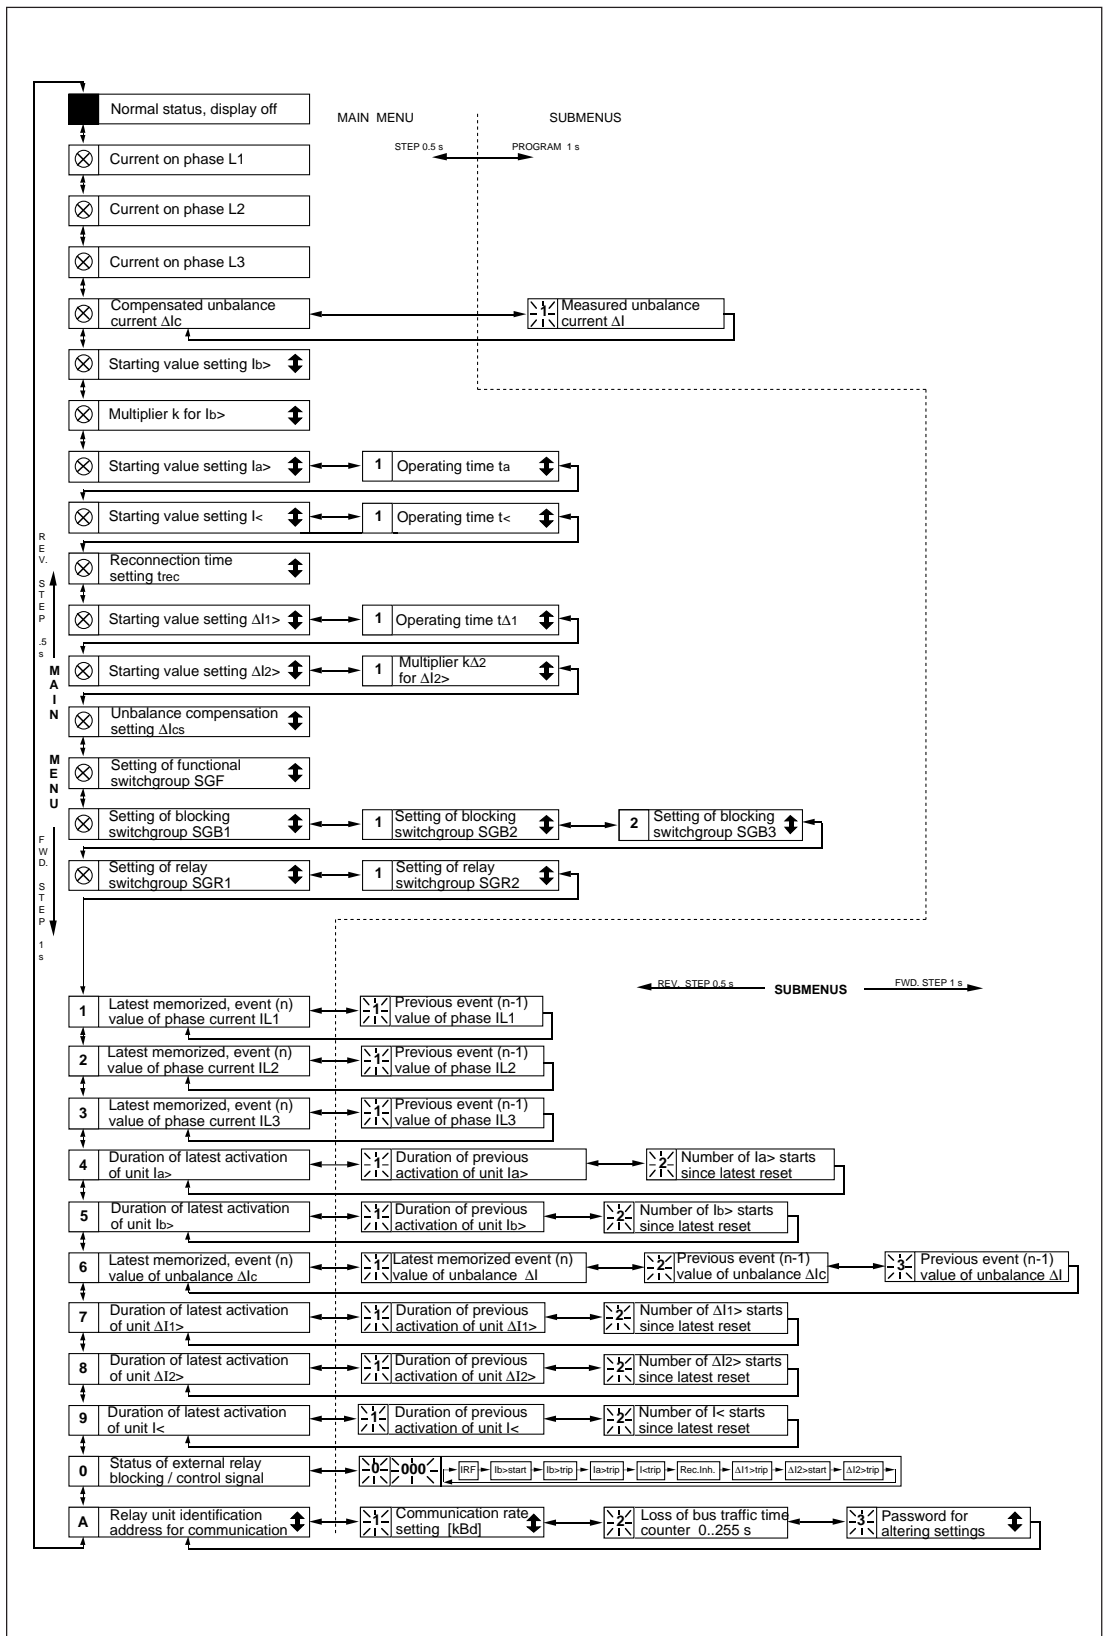 Normal status, display off
MAIN MENU
SUBMENUS
STEP 0.5 s
PROGRAM 1 s
Current on phase L1
Current on phase L2
Current on phase L3
Compensated unbalance
current ΔIc
1
Measured unbalance
current ΔI
Starting value setting Ib>
Multiplier k for Ib>
Starting value setting Ia>
1
Operating time ta
Starting value setting I<
1
Operating time t<
Reconnection time
setting trec
Starting value setting ΔI1>
1
Operating time tΔ1
Starting value setting ΔI2>
1
Multiplier kΔ2
for ΔI2>
Unbalance compensation
setting ΔIcs
Setting of functional
switchgroup SGF
Setting of blocking
switchgroup SGB1
1
Setting of blocking
switchgroup SGB2
2
Setting of blocking
switchgroup SGB3
Setting of relay
switchgroup SGR1
1
Setting of relay
switchgroup SGR2
REV. STEP .5 s
MAIN MENU
FWD. STEP 1 s
REV. STEP 0.5 s
SUBMENUS
FWD. STEP 1 s
1
Latest memorized, event (n)
value of phase current IL1
1
Previous event (n-1)
value of phase IL1
2
Latest memorized, event (n)
value of phase current IL2
1
Previous event (n-1)
value of phase IL2
3
Latest memorized, event (n)
value of phase current IL3
1
Previous event (n-1)
value of phase IL3
4
Duration of latest activation
of unit Ia>
1
Duration of previous
activation of unit Ia>
2
Number of Ia> starts
since latest reset
5
Duration of latest activation
of unit Ib>
1
Duration of previous
activation of unit Ib>
2
Number of Ib> starts
since latest reset
6
Latest memorized, event (n)
value of unbalance ΔIc
1
Latest memorized event (n)
value of unbalance ΔI
2
Previous event (n-1)
value of unbalance ΔIc
3
Previous event (n-1)
value of unbalance ΔI
7
Duration of latest activation
of unit ΔI1>
1
Duration of previous
activation of unit ΔI1>
2
Number of ΔI1> starts
since latest reset
8
Duration of latest activation
of unit ΔI2>
1
Duration of previous
activation of unit ΔI2>
2
Number of ΔI2> starts
since latest reset
9
Duration of latest activation
of unit I<
1
Duration of previous
activation of unit I<
2
Number of I< starts
since latest reset
0
Status of external relay
blocking / control signal
0
000
IRF
Ib>start
Ib>trip
Ia>trip
I<trip
Rec.Inh.
ΔI1>trip
ΔI2>start
ΔI2>trip
A
Relay unit identification
address for communication
1
Communication rate
setting [kBd]
2
Loss of bus traffic time
counter 0..255 s
3
Password for
altering settings